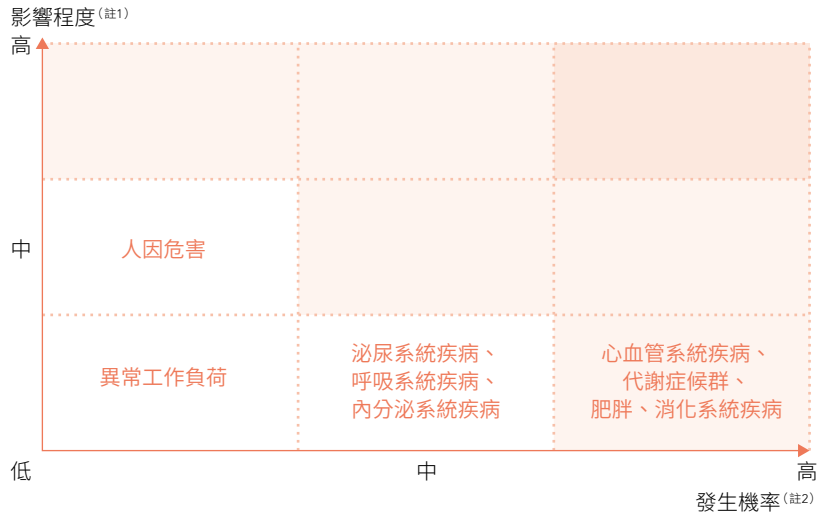 影響程度(註1)
高
中
人因危害
異常工作負荷
泌尿系統疾病、
呼吸系統疾病、
內分泌系統疾病
心血管系統疾病、
代謝症候群、
肥胖、消化系統疾病
低
中
高
發生機率(註2)